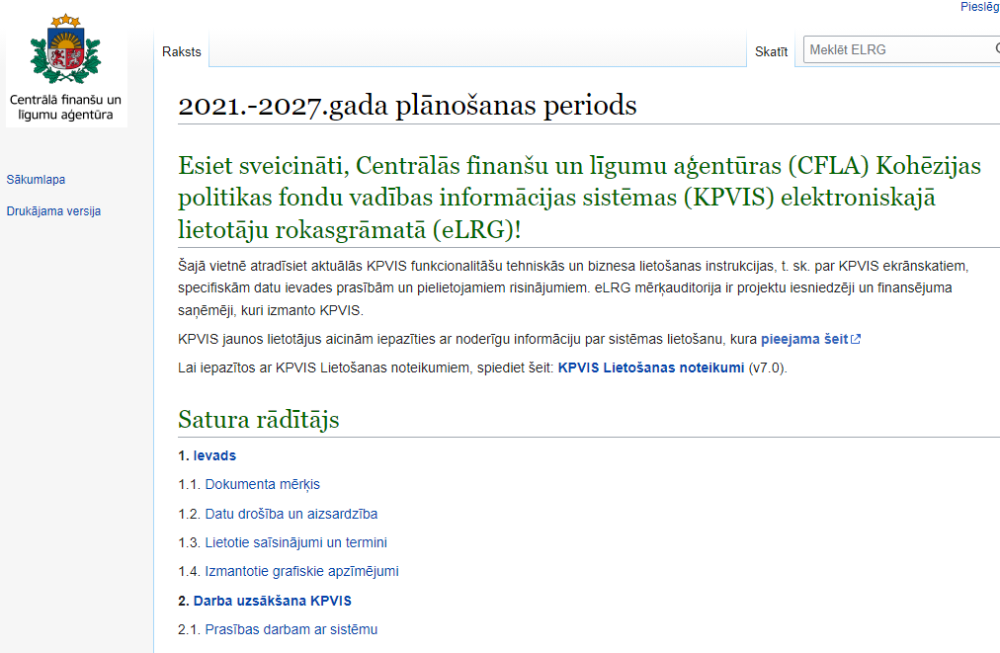 Pieslēg
Centrālā finanšu un
līgumu aģentūra
Raksts
Skatīt
Meklēt ELRG
Sākumlapa
Drukājama versija
2021.-2027.gada plānošanas periods
Esiet sveicināti, Centrālās finanšu un līgumu aģentūras (CFLA) Kohēzijas
politikas fondu vadības informācijas sistēmas (KPVIS) elektroniskajā
lietotāju rokasgrāmatā (eLRG)!
Šajā vietnē atradīsiet aktuālās KPVIS funkcionalitāšu tehniskās un biznesa lietošanas instrukcijas, t. sk. par KPVIS ekrānskatiem,
specifiskām datu ievades prasībām un pielietojamiem risinājumiem. eLRG mērķauditorija ir projektu iesniedzēji un finansējuma
saņēmēji, kuri izmanto KPVIS.
KPVIS jaunos lietotājus aicinām iepazīties ar noderīgu informāciju par sistēmas lietošanu, kura pieejama šeit
Lai iepazītos ar KPVIS Lietošanas noteikumiem, spiediet šeit: KPVIS Lietošanas noteikumi (v7.0).
Satura rādītājs
1. Ievads
1.1. Dokumenta mērķis
1.2. Datu drošība un aizsardzība
1.3. Lietotie saīsinājumi un termini
1.4. Izmantotie grafiskie apzīmējumi
2. Darba uzsākšana KPVIS
2.1. Prasības darbam ar sistēmu